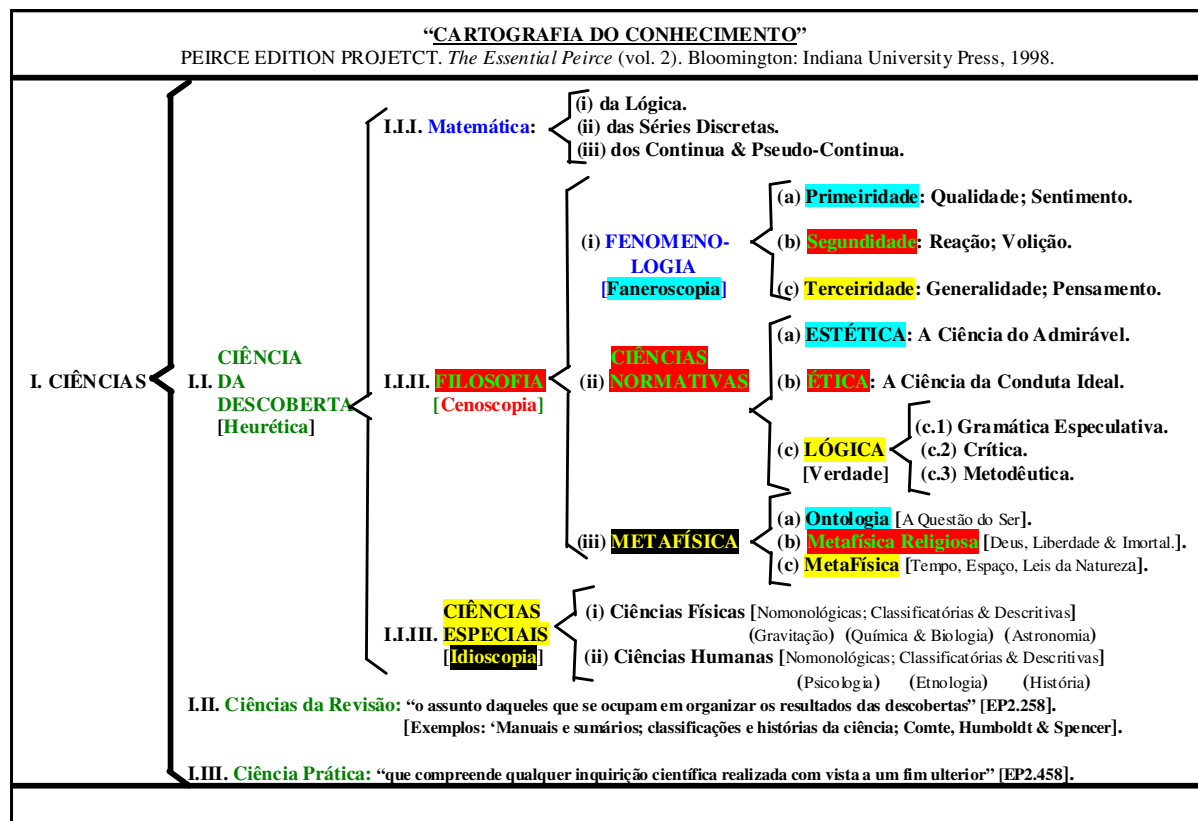 “CARTOGRAFIA DO CONHECIMENTO”
PEIRCE EDITION PROJETCT. The Essential Peirce (vol. 2). Bloomington: Indiana University Press, 1998.
I. CIÊNCIAS
I.I. CIÊNCIA
DA
DESCOBERTA
[Heurética]
I.I.I. Matemática:
(i) da Lógica.
(ii) das Séries Discretas.
(iii) dos Continua & Pseudo-Continua.
I.I.II. FILOSOFIA
[Cenoscopia]
(i) FENOMENO-
LOGIA
[Faneroscopia]
(a) Primeiridade: Qualidade; Sentimento.
(b) Segundidade: Reação; Volição.
(c) Terceiridade: Generalidade; Pensamento.
(ii) CIÊNCIAS
NORMATIVAS
(a) ESTÉTICA: A Ciência do Admirável.
(b) ÉTICA: A Ciência da Conduta Ideal.
(c) LÓGICA
[Verdade]
(c.1) Gramática Especulativa.
(c.2) Crítica.
(c.3) Metodêutica.
(iii) METAFÍSICA
(a) Ontologia [A Questão do Ser].
(b) Metafísica Religiosa [Deus, Liberdade & Imortal.].
(c) MetaFísica [Tempo, Espaço, Leis da Natureza].
I.I.III. CIÊNCIAS
ESPECIAIS
[Idioscopia]
(i) Ciências Físicas [Nomonológicas; Classificatórias & Descritivas]
(Gravitação) (Química & Biologia) (Astronomia)
(ii) Ciências Humanas [Nomonológicas; Classificatórias & Descritivas]
(Psicologia) (Etnologia) (História)
I.II. Ciências da Revisão: “o assunto daqueles que se ocupam em organizar os resultados das descobertas” [EP2.258].
[Exemplos: ‘Manuais e sumários; classificações e histórias da ciência; Comte, Humboldt & Spencer].
I.III. Ciência Prática: “que compreende qualquer inquirição científica realizada com vista a um fim ulterior” [EP2.458].